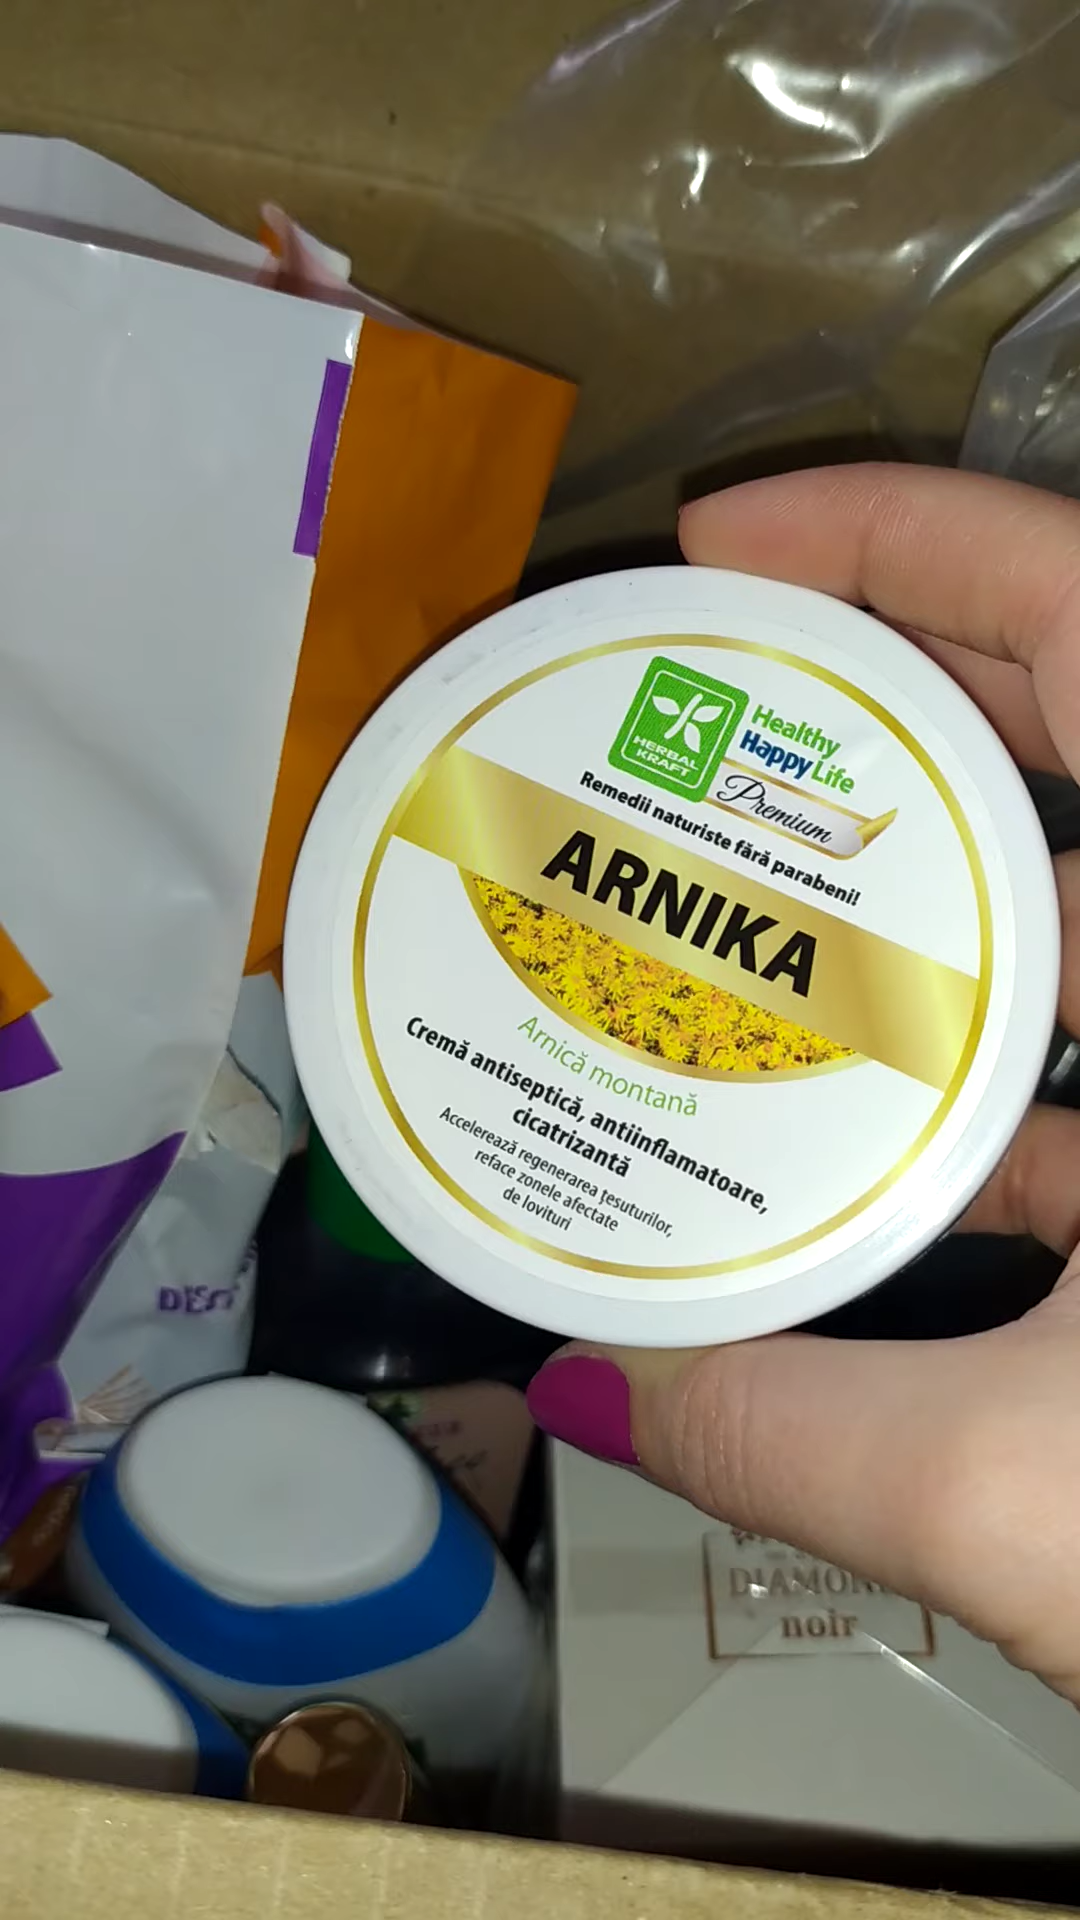 HERBAL
KRAFT
Healthy
Happy Life
Premium
Remedii naturiste fără parabeni!
ARNIKA
Arnică montană
Cremă antiseptică, antiinflamatoare,
cicatrizantă
Accelerează regenerarea țesuturilor,
reface zonele afectate
de lovituri
noir